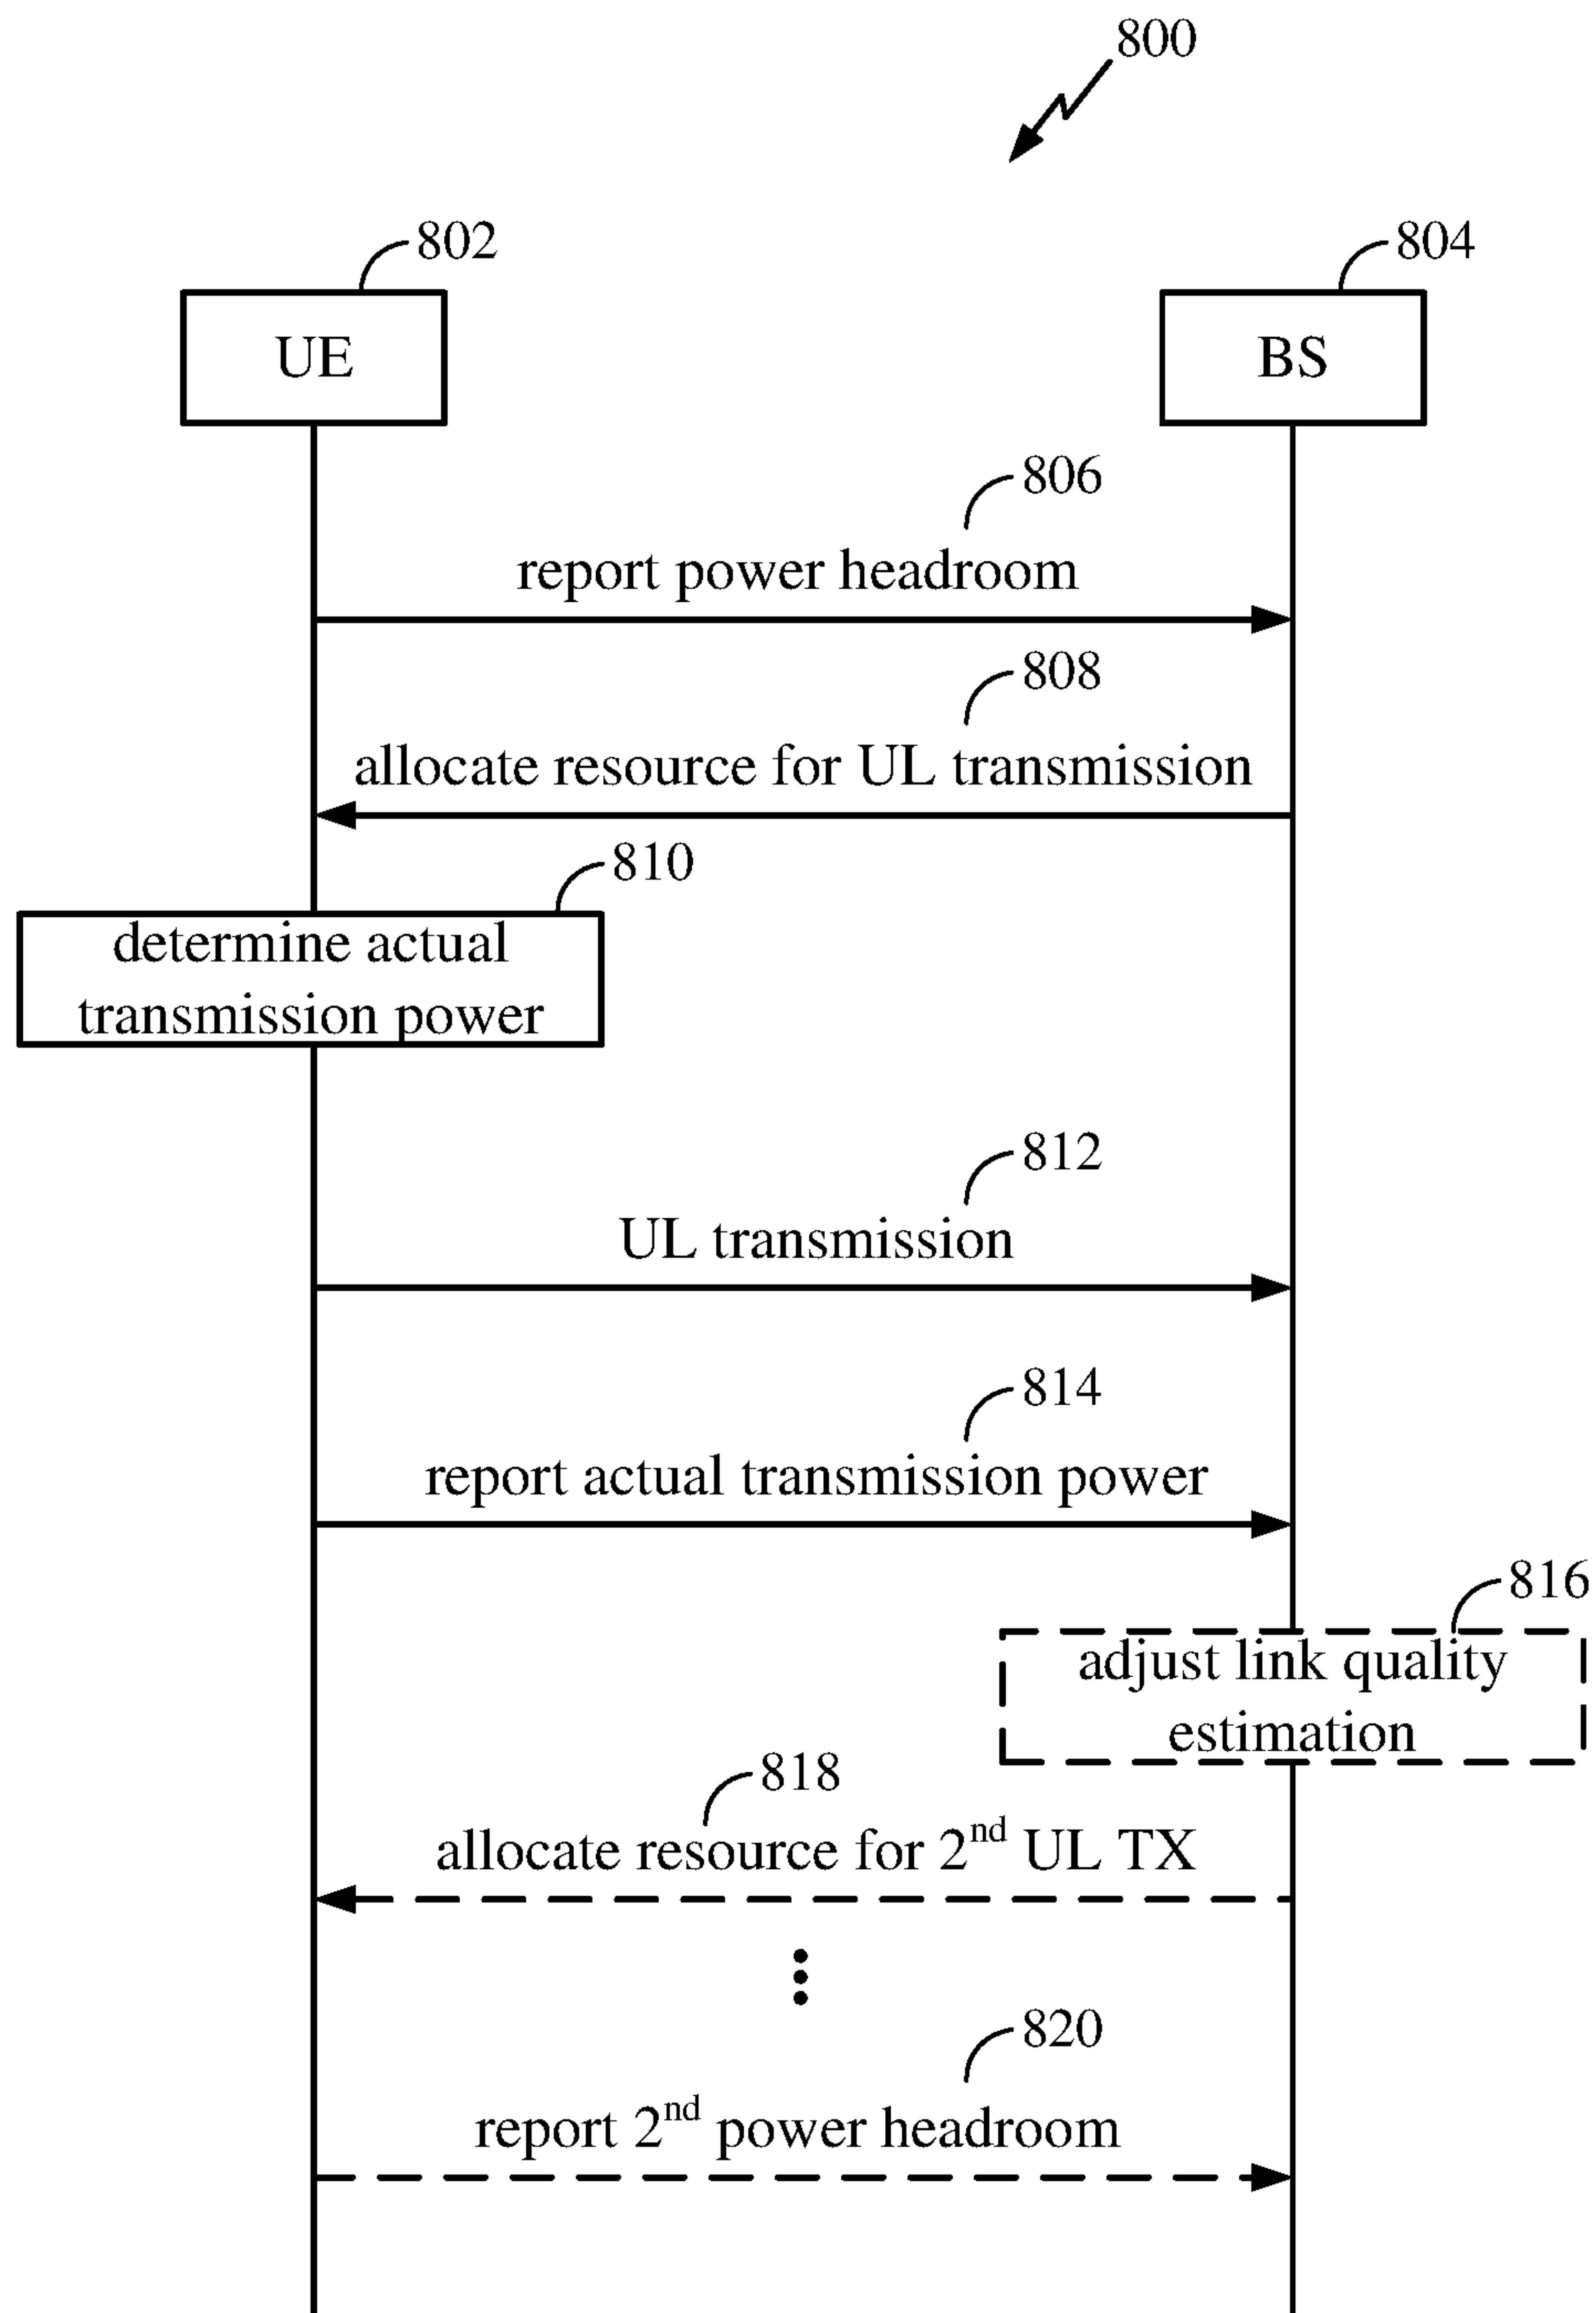 800
802
804
UE
BS
806
report power headroom
808
allocate resource for UL transmission
810
determine actual
transmission power
812
UL transmission
814
report actual transmission power
816
adjust link quality
estimation
818
allocate resource for 2nd UL TX
820
report 2nd power headroom